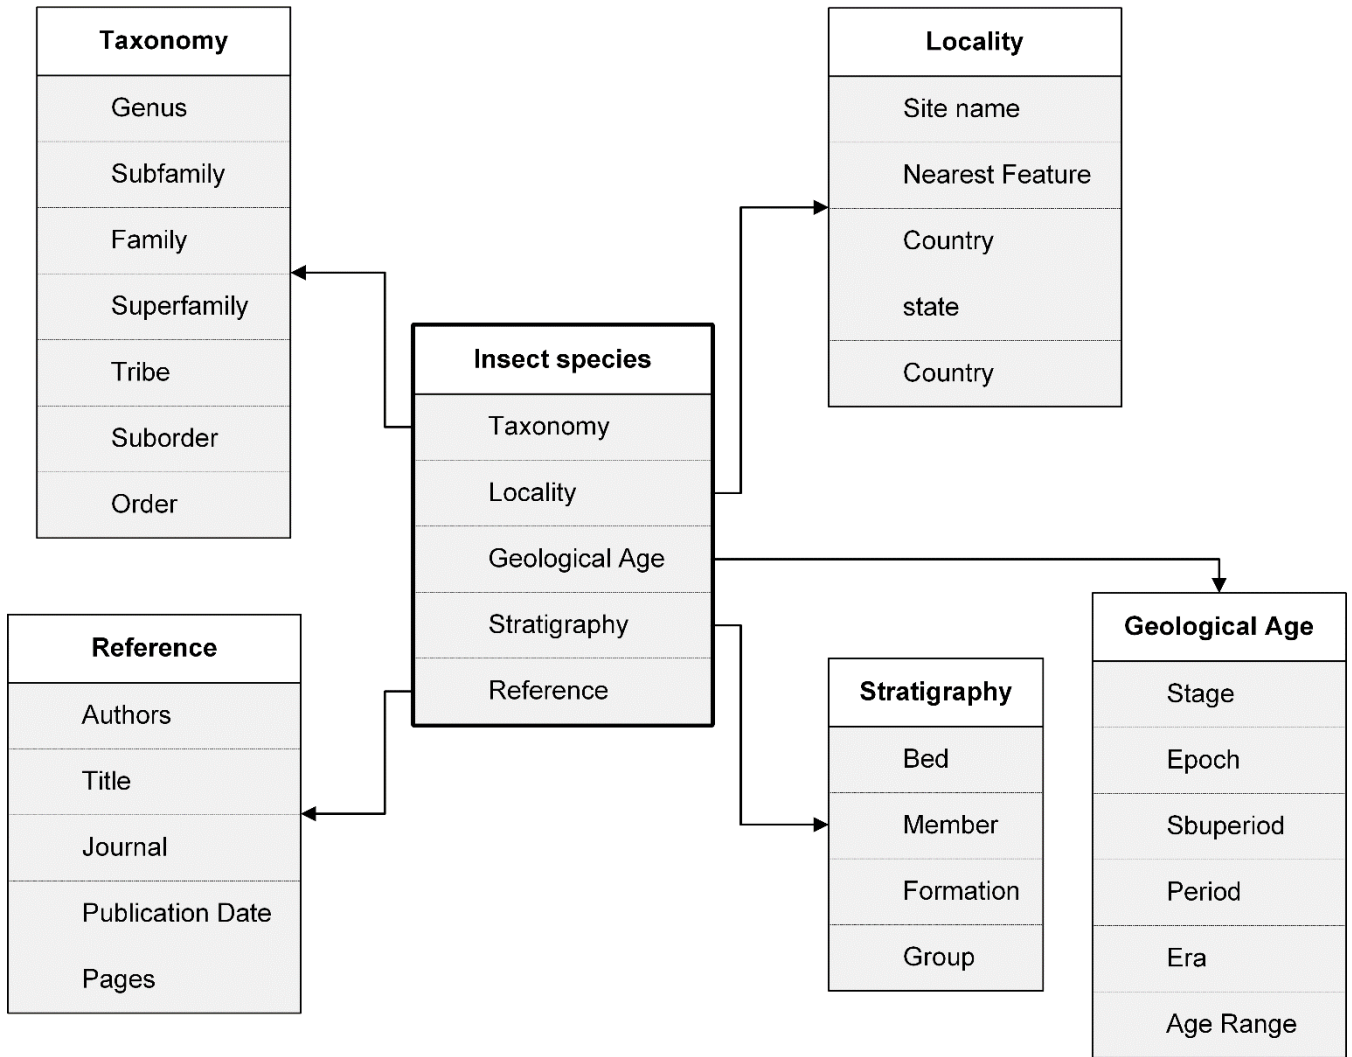 Taxonomy
Genus
Subfamily
Family
Superfamily
Tribe
Suborder
Order
Locality
Site name
Nearest Feature
Country
state
Country
Insect species
Taxonomy
Locality
Geological Age
Stratigraphy
Reference
Reference
Authors
Title
Journal
Publication Date
Pages
Stratigraphy
Bed
Member
Formation
Group
Geological Age
Stage
Epoch
Sbuperiod
Period
Era
Age Range